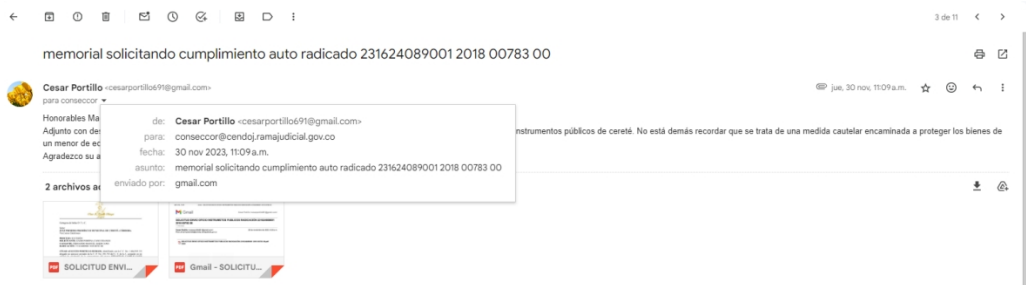 3 de 11
memorial solicitando cumplimiento auto radicado 231624089001 2018 00783 00
Cesar Portillo <cesarportillo691@gmail.com>
jue, 30 nov, 11:09 a.m.
para conseccor
Honorables Ma
de: Cesar Portillo <cesarportillo691@gmail.com>
Adjunto con des
nstrumentos públicos de cereté. No está demás recordar que se trata de una medida cautelar encaminada a proteger los bienes de
para: conseccor@cendoj.ramajudicial.gov.co
un menor de ed
fecha: 30 nov 2023, 11:09 a.m.
Agradezco su a
asunto: memorial solicitando cumplimiento auto radicado 231624089001 2018 00783 00
enviado por: gmail.com
2 archivos a
Gmail
PDF SOLICITUD ENVI...
PDF Gmail - SOLICITU...